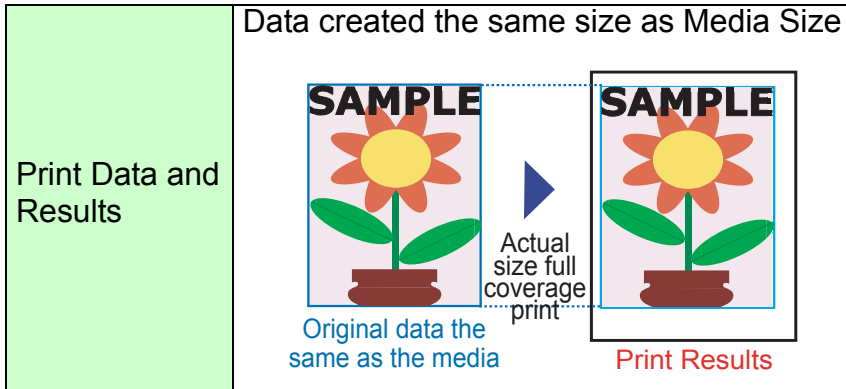 Data created the same size as Media Size
Print Data and
Results
SAMPLE
SAMPLE
Actual
size full
coverage
print
Original data the
same as the media
Print Results